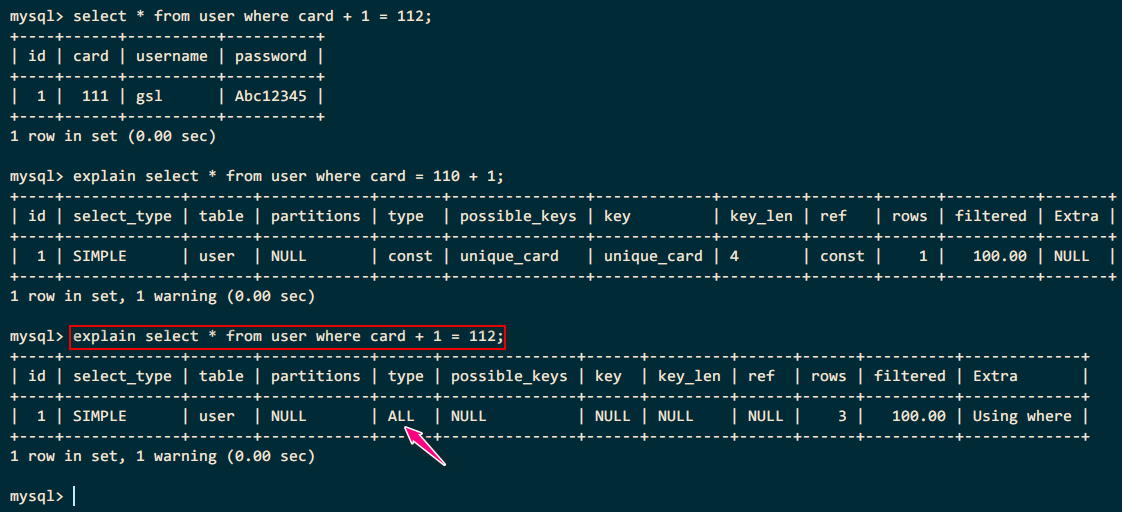 mysql> select * from user where card + 1 = 112;
+----+------+----------+----------+
| id | card | username | password |
+----+------+----------+----------+
|  1 |  111 | gsl      | Abc12345 |
+----+------+----------+----------+
1 row in set (0.00 sec)

mysql> explain select * from user where card = 110 + 1;
+----+-------------+-------+------------+-------+---------------+-------------+---------+-------+------+----------+-------+
| id | select_type | table | partitions | type  | possible_keys | key         | key_len | ref   | rows | filtered | Extra |
+----+-------------+-------+------------+-------+---------------+-------------+---------+-------+------+----------+-------+
|  1 | SIMPLE      | user  | NULL       | const | unique_card   | unique_card | 4       | const |    1 |   100.00 | NULL  |
+----+-------------+-------+------------+-------+---------------+-------------+---------+-------+------+----------+-------+
1 row in set, 1 warning (0.00 sec)

mysql> explain select * from user where card + 1 = 112;
+----+-------------+-------+------------+------+---------------+------+---------+------+------+----------+-------------+
| id | select_type | table | partitions | type | possible_keys | key  | key_len | ref  | rows | filtered | Extra       |
+----+-------------+-------+------------+------+---------------+------+---------+------+------+----------+-------------+
|  1 | SIMPLE      | user  | NULL       | ALL  | NULL          | NULL | NULL    | NULL |    3 |   100.00 | Using where |
+----+-------------+-------+------------+------+---------------+------+---------+------+------+----------+-------------+
1 row in set, 1 warning (0.00 sec)

mysql>